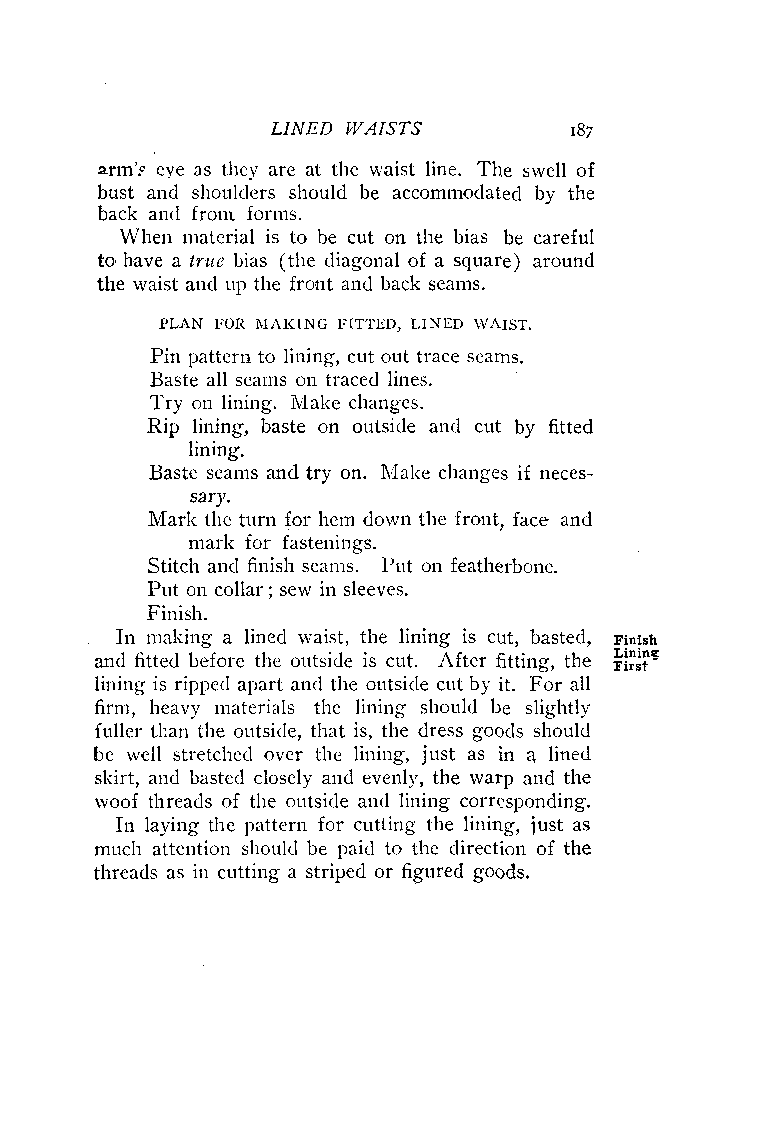 LINED WAISTS 187
arm's eye as they are at the waist line. The swell of
bust and shoulders should be accommodated by the
back and front forms.
When material is to be cut on the bias be careful
to have a true bias (the diagonal of a square) around
the waist and up the front and back seams.
PLAN FOR MAKING FITTED, LINED WAIST.
Pin pattern to lining, cut out trace seams.
Baste all seams on traced lines.
Try on lining. Make changes.
Rip lining, baste on outside and cut by fitted
lining.
Baste seams and try on. Make changes if neces-
sary.
Mark the turn for hem down the front, face and
mark for fastenings.
Stitch and finish seams. Put on featherbone.
Put on collar; sew in sleeves.
Finish.
In making a lined waist, the lining is cut, basted,
and fitted before the outside is cut. After fitting, the
lining is ripped apart and the outside cut by it. For all
firm, heavy materials the lining should be slightly
fuller than the outside, that is, the dress goods should
be well stretched over the lining, just as in a lined
skirt, and basted closely and evenly, the warp and the
woof threads of the outside and lining corresponding.
In laying the pattern for cutting the lining, just as
much attention should be paid to the direction of the
threads as in cutting a striped or figured goods.
Finish
Lining
First